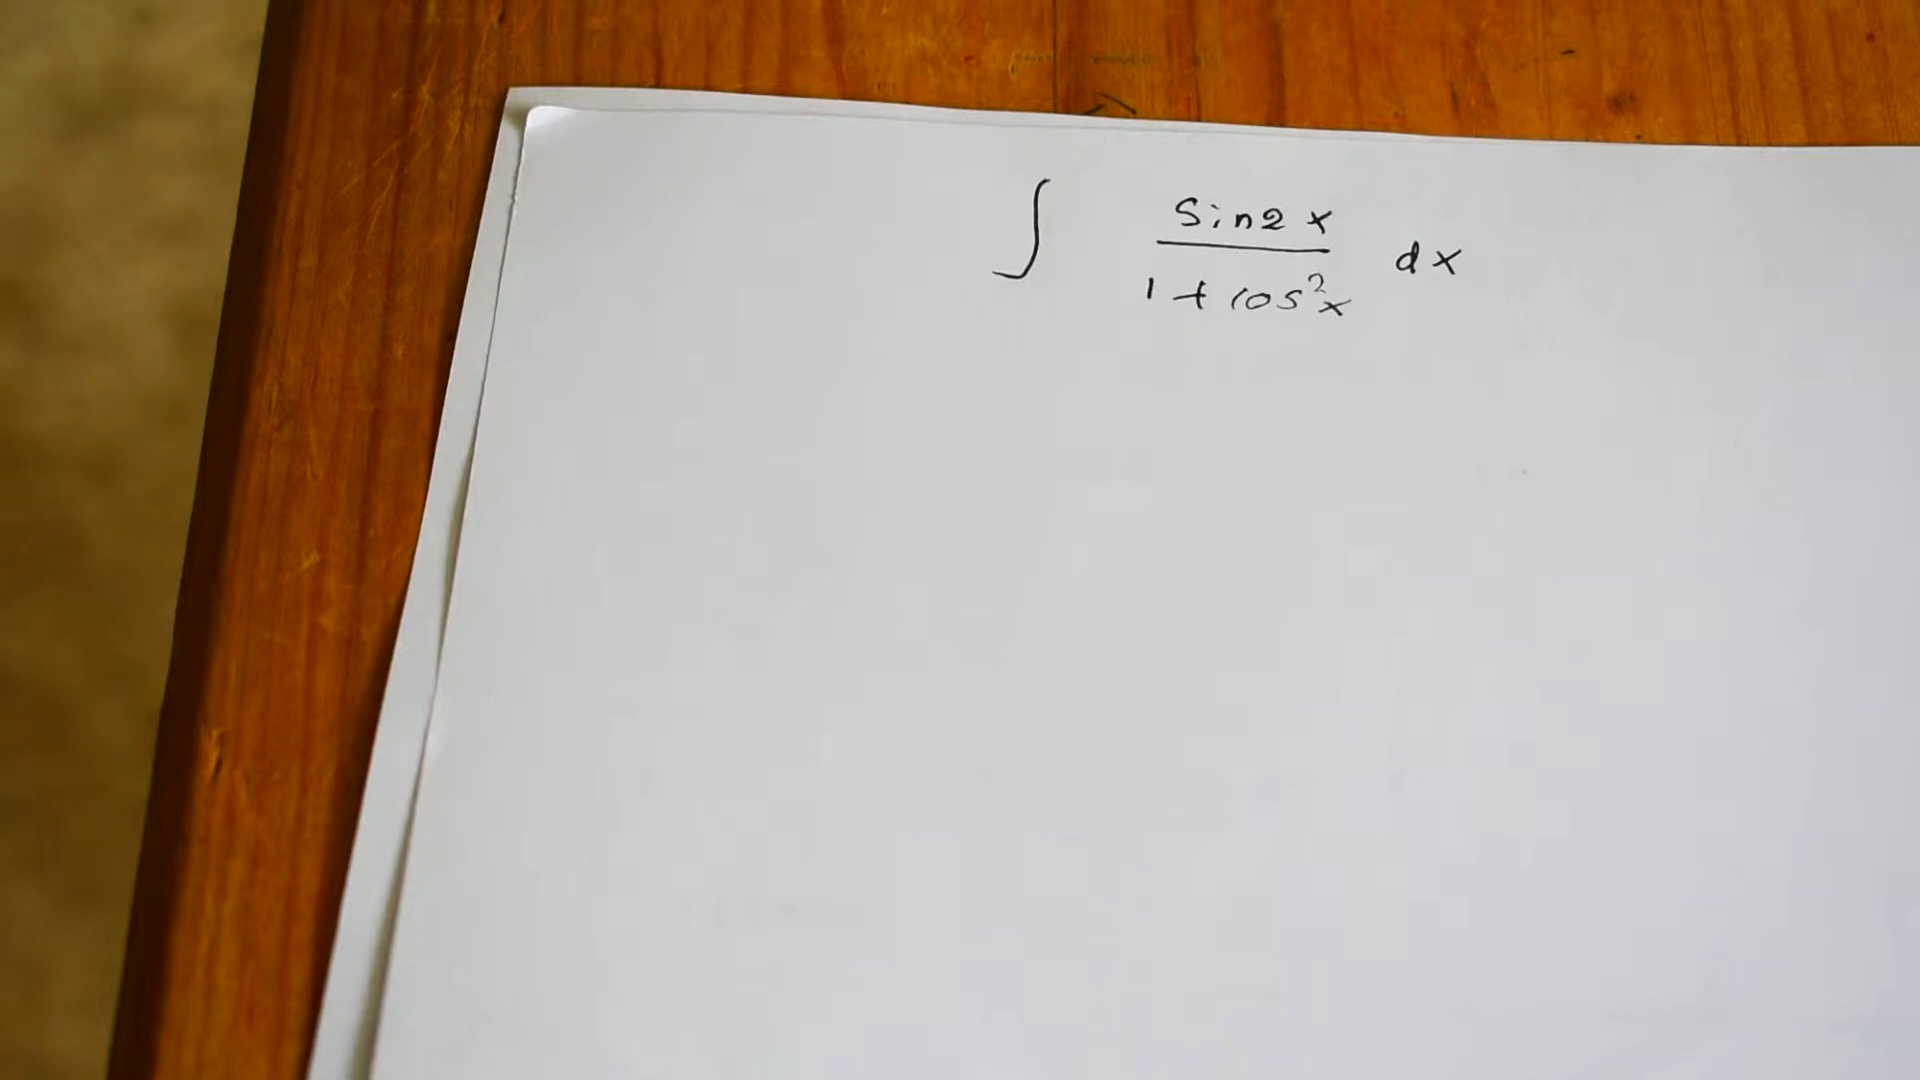 ∫ sin2x / 1 + cos²x dx